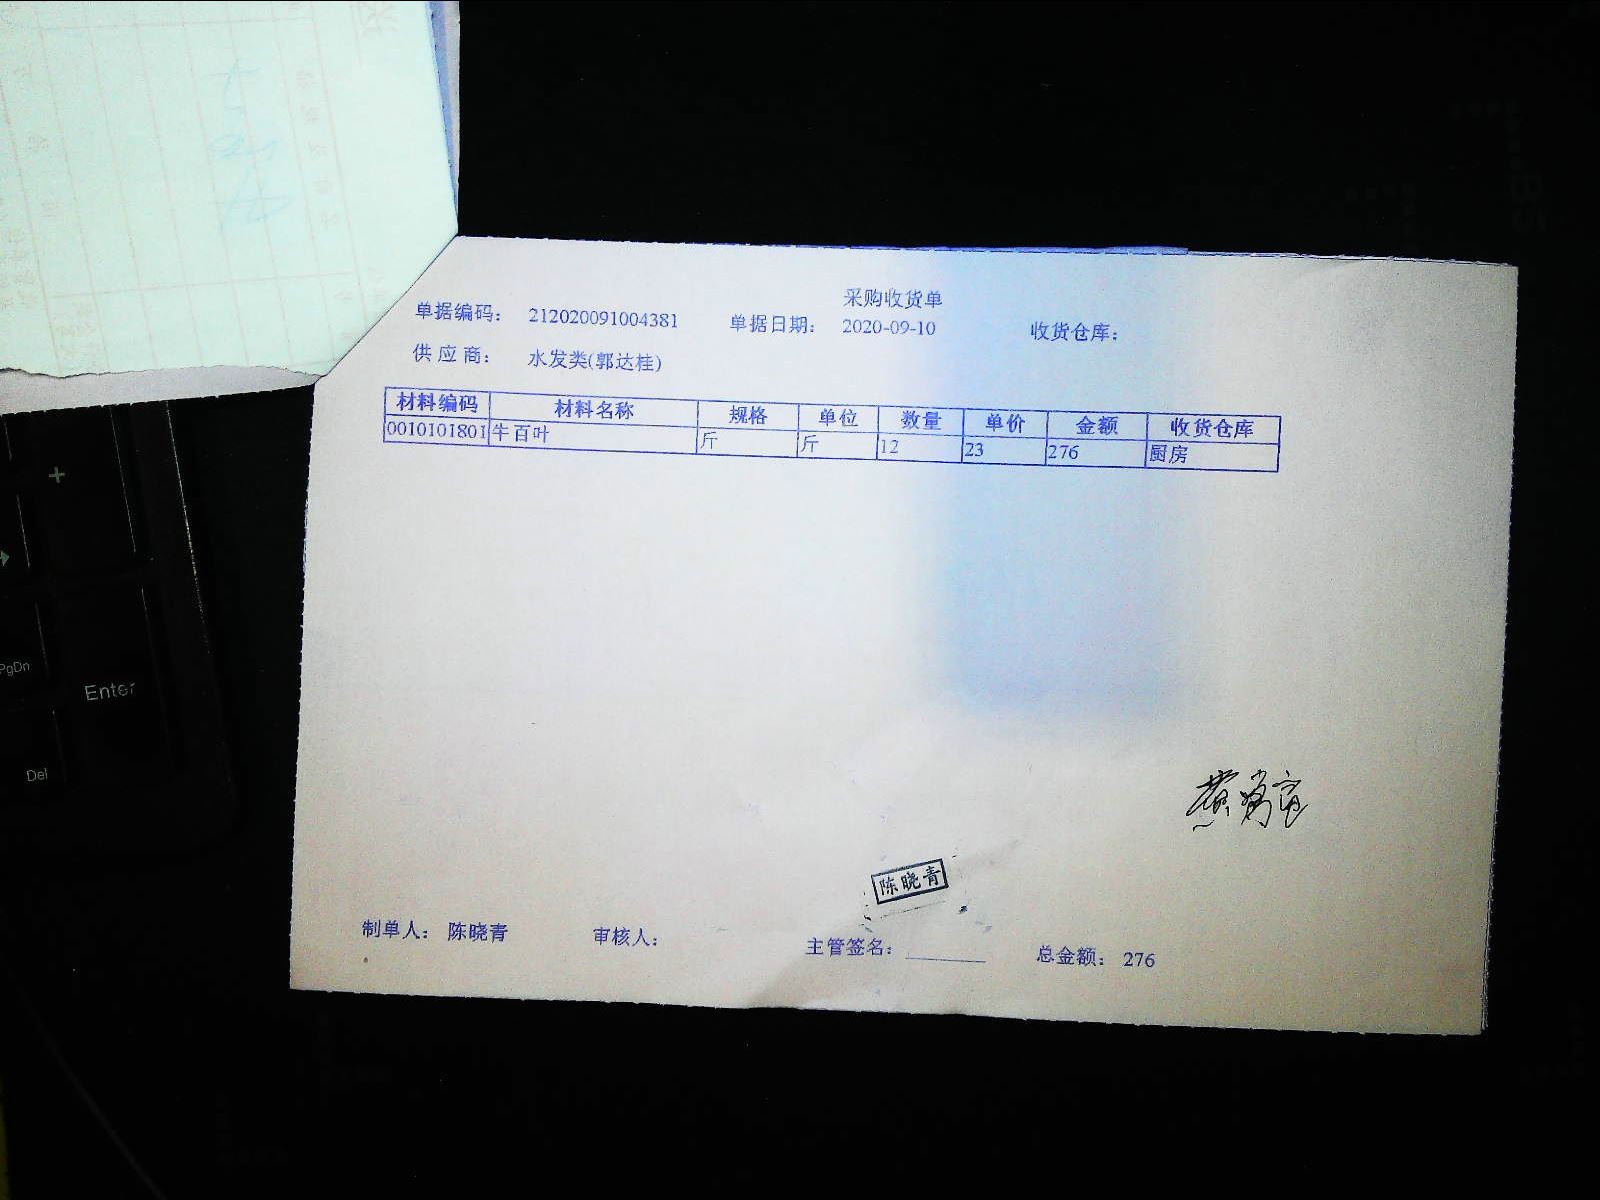 采购收货单
单据编码： 212020091004381 单据日期： 2020-09-10 收货仓库：
供 应 商： 水发类(郭达桂)
材料编码 材料名称 规格 单位 数量 单价 金额 收货仓库
0010101801 牛百叶 斤 斤 12 23 276 厨房
陈晓青
制单人： 陈晓青 审核人： 主管签名： 总金额： 276
+
PgDn
Enter
Del